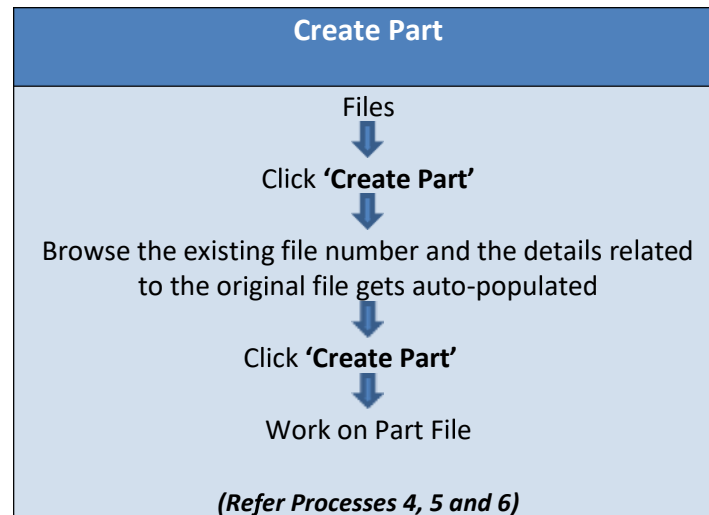 Create Part
Files
Click ‘Create Part’
Browse the existing file number and the details related
to the original file gets auto-populated
Click ‘Create Part’
Work on Part File
(Refer Processes 4, 5 and 6)